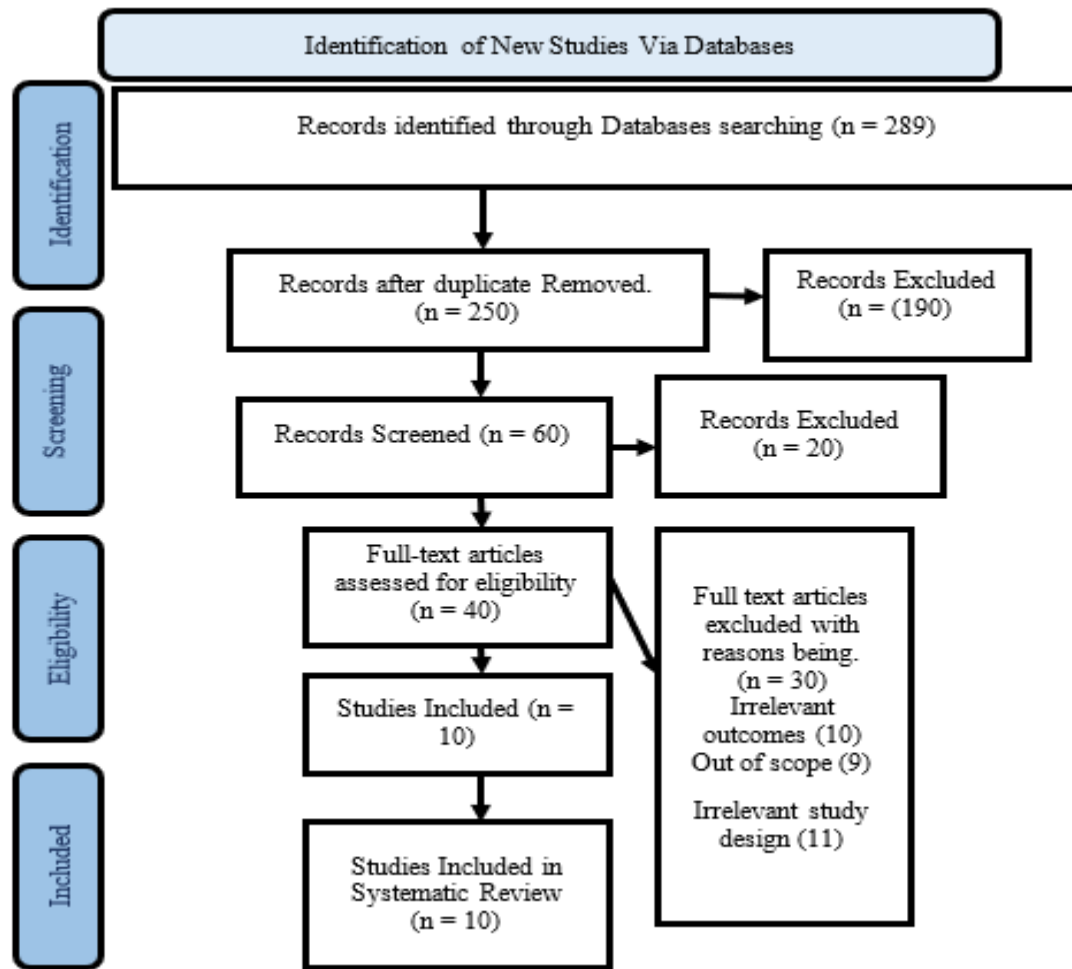 Identification of New Studies Via Databases
Identification
Records identified through Databases searching (n = 289)
Records after duplicate Removed.
(n = 250)
Records Excluded
(n = (190)
Screening
Records Screened (n = 60)
Records Excluded
(n = 20)
Eligibility
Full-text articles
assessed for eligibility
(n = 40)
Full text articles
excluded with
reasons being.
(n = 30)
Irrelevant
outcomes (10)
Out of scope (9)
Irrelevant study
design (11)
Studies Included (n =
10)
Included
Studies Included in
Systematic Review
(n = 10)